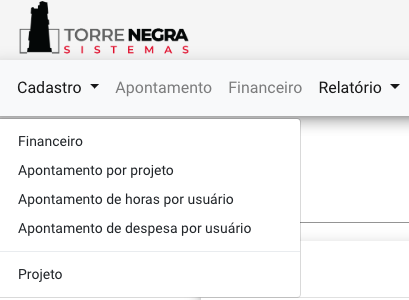 TORRE NEGRA
SISTEMAS
Cadastro Apontamento Financeiro Relatório
Financeiro
Apontamento por projeto
Apontamento de horas por usuário
Apontamento de despesa por usuário
Projeto